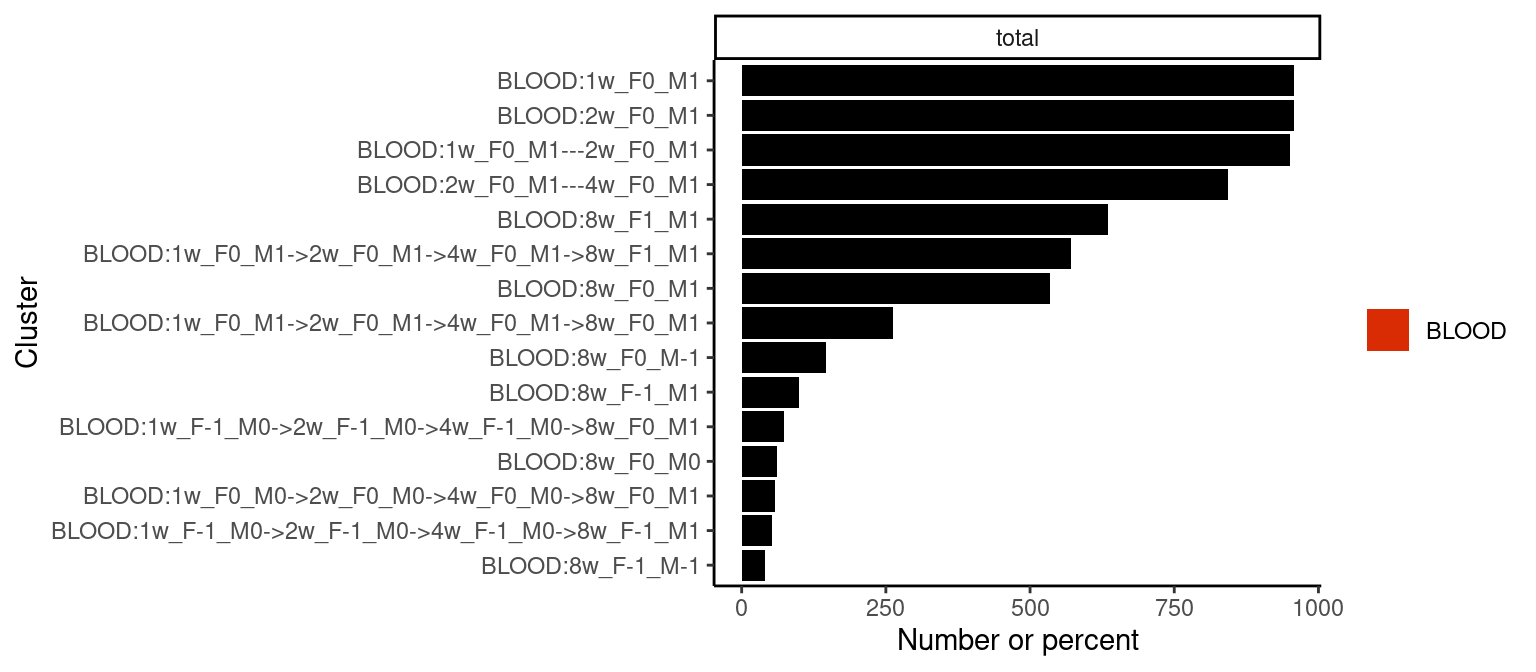 total
BLOOD:1w_F0_M1
BLOOD:2w_F0_M1
BLOOD:1w_F0_M1---2w_F0_M1
BLOOD:2w_F0_M1---4w_F0_M1
BLOOD:8w_F1_M1
BLOOD:1w_F0_M1->2w_F0_M1->4w_F0_M1->8w_F1_M1
BLOOD:8w_F0_M1
BLOOD:1w_F0_M1->2w_F0_M1->4w_F0_M1->8w_F0_M1
BLOOD:8w_F0_M-1
BLOOD:8w_F-1_M1
BLOOD:1w_F-1_M0->2w_F-1_M0->4w_F-1_M0->8w_F0_M1
BLOOD:8w_F0_M0
BLOOD:1w_F0_M0->2w_F0_M0->4w_F0_M0->8w_F0_M1
BLOOD:1w_F-1_M0->2w_F-1_M0->4w_F-1_M0->8w_F-1_M1
BLOOD:8w_F-1_M-1
Cluster
0 250 500 750 1000
Number or percent
BLOOD